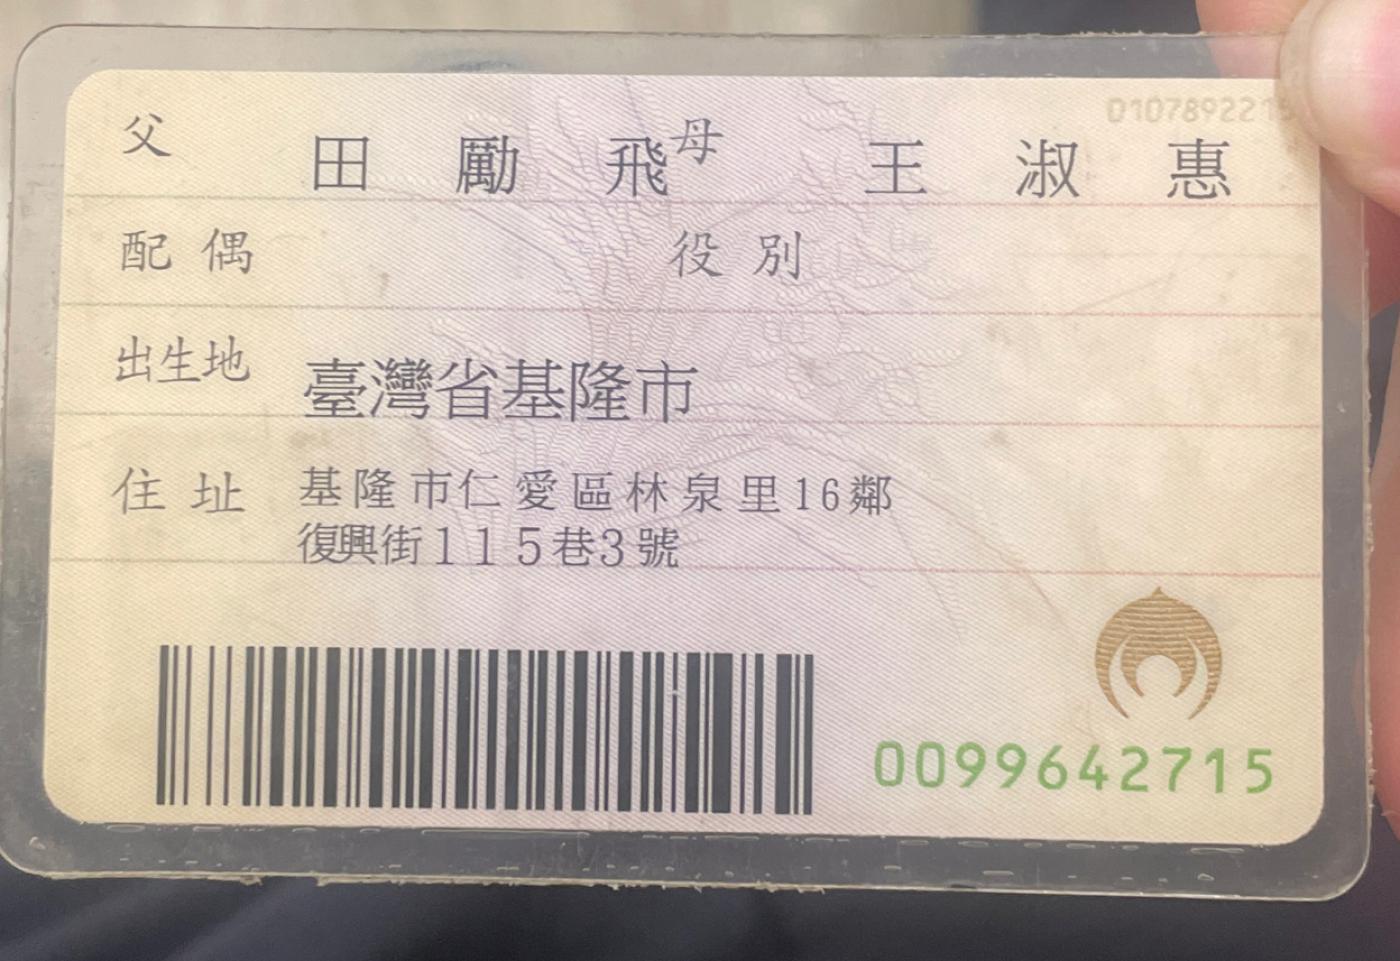 D107892215
父 田勵飛 母 王淑惠
配偶 役別
出生地 臺灣省基隆市
住址 基隆市仁愛區林泉里16鄰
復興街115巷3號
0099642715